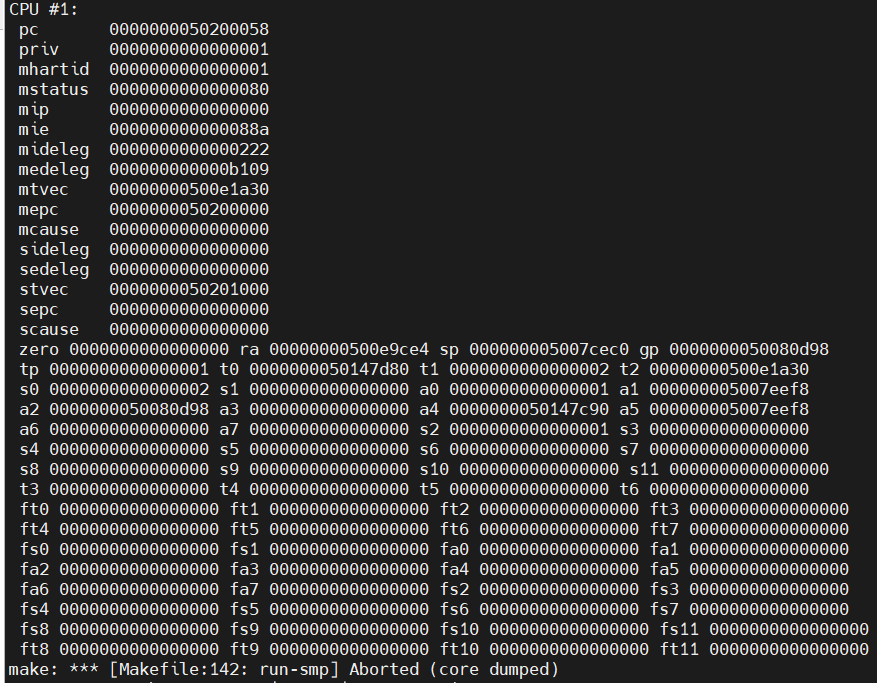 CPU #1:
pc       0000000050200058
priv     0000000000000001
mhartid  0000000000000001
mstatus  0000000000000080
mip      0000000000000000
mie      000000000000088a
mideleg  0000000000000222
medeleg  000000000000b109
mtvec    00000000500e1a30
mepc     0000000050200000
mcause   0000000000000000
sideleg  0000000000000000
sedeleg  0000000000000000
stvec    0000000050201000
sepc     0000000000000000
scause   0000000000000000
zero 0000000000000000 ra 00000000500e9ce4 sp 000000005007cec0 gp 0000000050080d98
tp 0000000000000001 t0 0000000050147d80 t1 0000000000000002 t2 00000000500e1a30
s0 0000000000000002 s1 0000000000000000 a0 0000000000000001 a1 000000005007eef8
a2 0000000050080d98 a3 0000000000000000 a4 0000000050147c90 a5 000000005007eef8
a6 0000000000000000 a7 0000000000000000 s2 0000000000000001 s3 0000000000000000
s4 0000000000000000 s5 0000000000000000 s6 0000000000000000 s7 0000000000000000
s8 0000000000000000 s9 0000000000000000 s10 0000000000000000 s11 0000000000000000
t3 0000000000000000 t4 0000000000000000 t5 0000000000000000 t6 0000000000000000
ft0 0000000000000000 ft1 0000000000000000 ft2 0000000000000000 ft3 0000000000000000
ft4 0000000000000000 ft5 0000000000000000 ft6 0000000000000000 ft7 0000000000000000
fs0 0000000000000000 fs1 0000000000000000 fa0 0000000000000000 fa1 0000000000000000
fa2 0000000000000000 fa3 0000000000000000 fa4 0000000000000000 fa5 0000000000000000
fa6 0000000000000000 fa7 0000000000000000 fs2 0000000000000000 fs3 0000000000000000
fs4 0000000000000000 fs5 0000000000000000 fs6 0000000000000000 fs7 0000000000000000
fs8 0000000000000000 fs9 0000000000000000 fs10 0000000000000000 fs11 0000000000000000
ft8 0000000000000000 ft9 0000000000000000 ft10 0000000000000000 ft11 0000000000000000
make: *** [Makefile:142: run-smp] Aborted (core dumped)